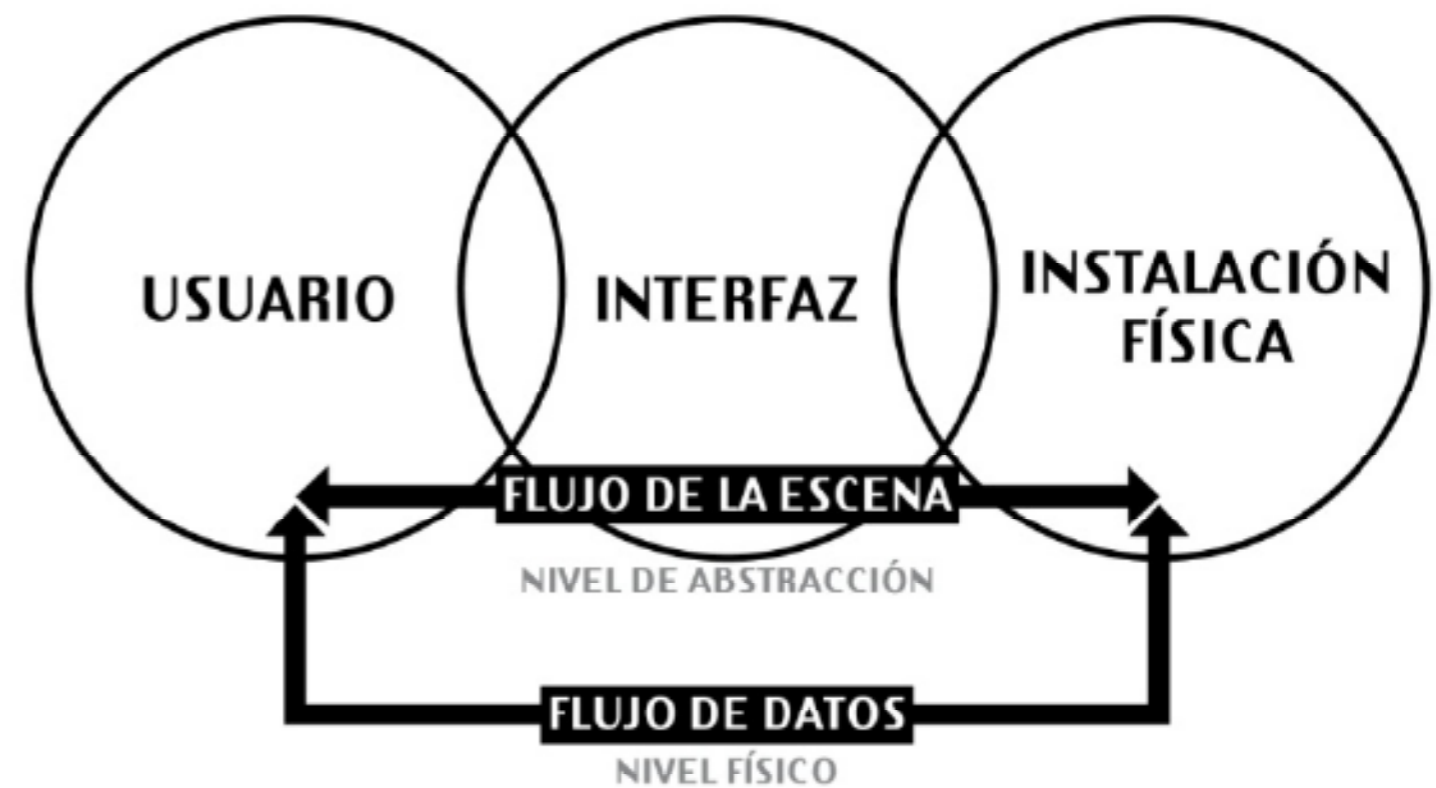 USUARIO
INTERFAZ
INSTALACIÓN
FÍSICA
FLUJO DE LA ESCENA
NIVEL DE ABSTRACCIÓN
FLUJO DE DATOS
NIVEL FÍSICO